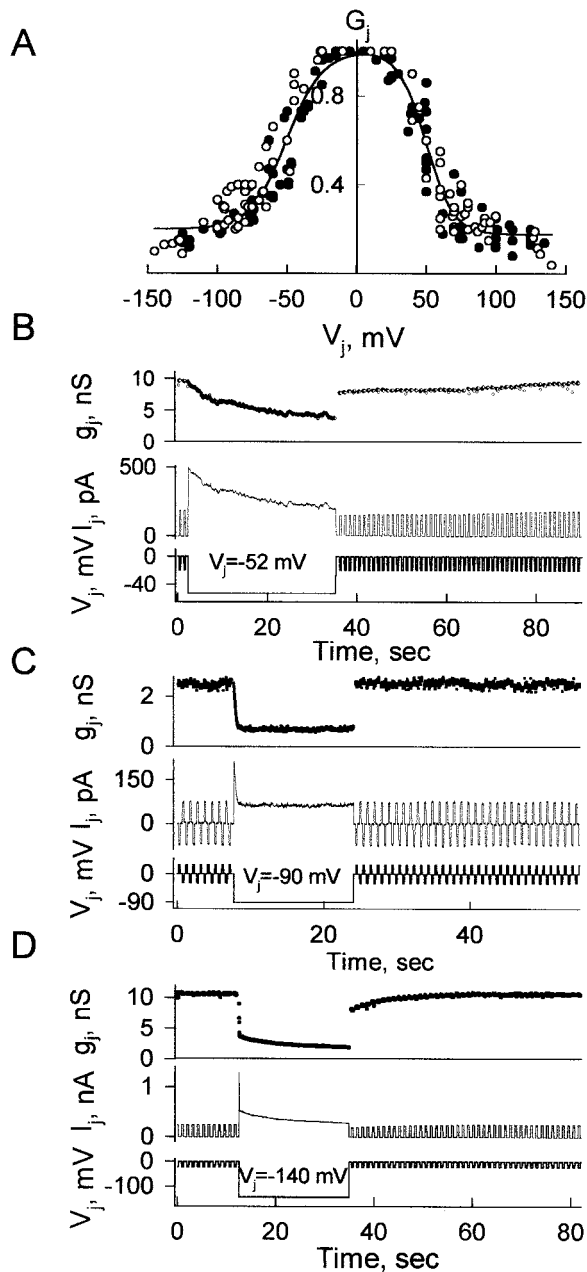 A
G_j
0.8
0.4
-150 -100 -50 0 50 100 150
V_j, mV
B
g_j, nS
10
5
0
I_j, pA
500
0
V_j, mV
0
-40
V_j=-52 mV
0 20 40 60 80
Time, sec
C
g_j, nS
2
0
I_j, pA
150
0
V_j, mV
0
-90
V_j=-90 mV
0 20 40
Time, sec
D
g_j, nS
10
5
0
I_j, nA
1
0
V_j, mV
0
-100
V_j=-140 mV
0 20 40 60 80
Time, sec